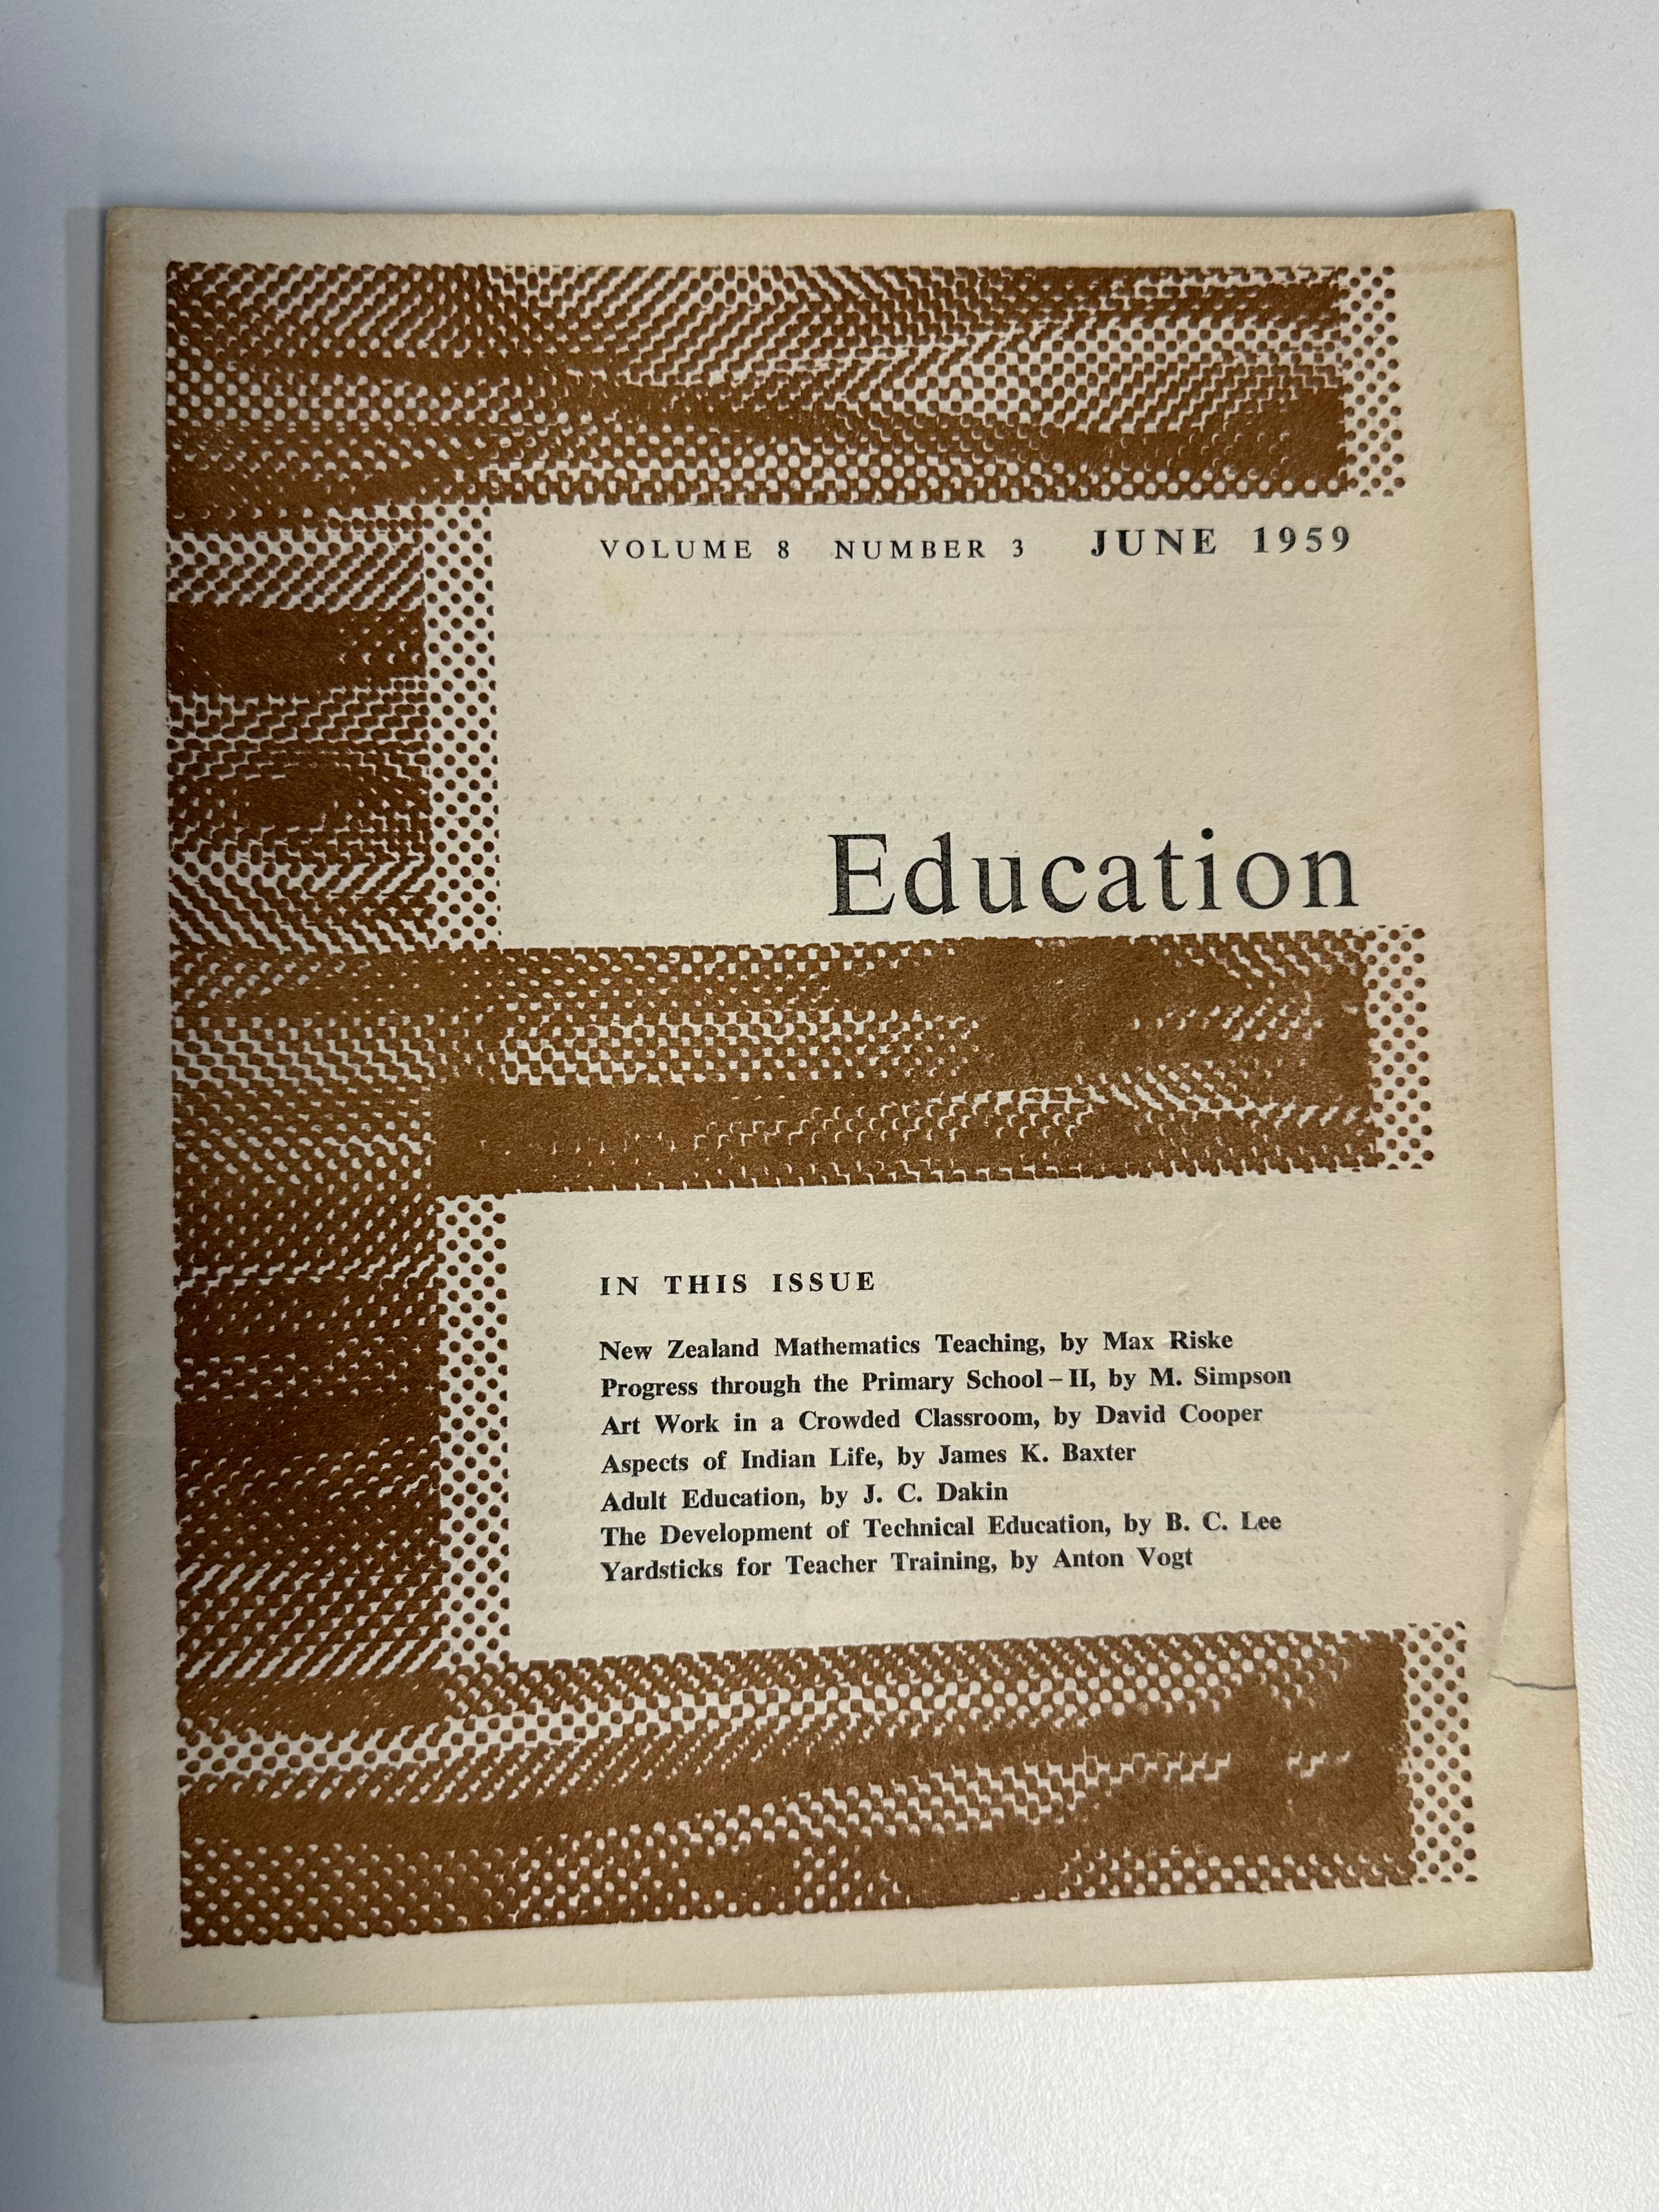 VOLUME 8 NUMBER 3 JUNE 1959
Education
IN THIS ISSUE
New Zealand Mathematics Teaching, by Max Riske
Progress through the Primary School – II, by M. Simpson
Art Work in a Crowded Classroom, by David Cooper
Aspects of Indian Life, by James K. Baxter
Adult Education, by J. C. Dakin
The Development of Technical Education, by B. C. Lee
Yardsticks for Teacher Training, by Anton Vogt